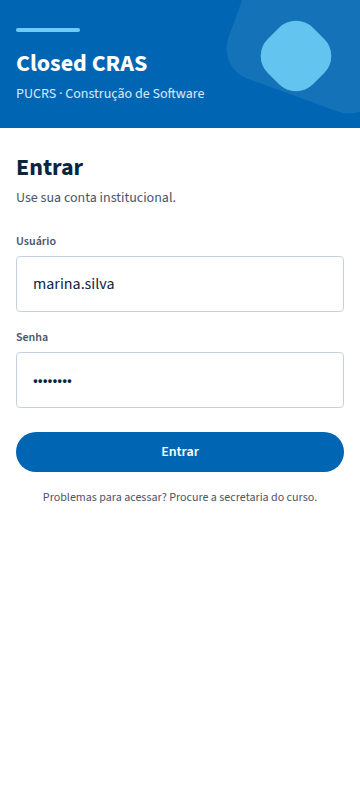 Closed CRAS
PUCRS · Construção de Software
Entrar
Use sua conta institucional.
Usuário
marina.silva
Senha
••••••••
Entrar
Problemas para acessar? Procure a secretaria do curso.